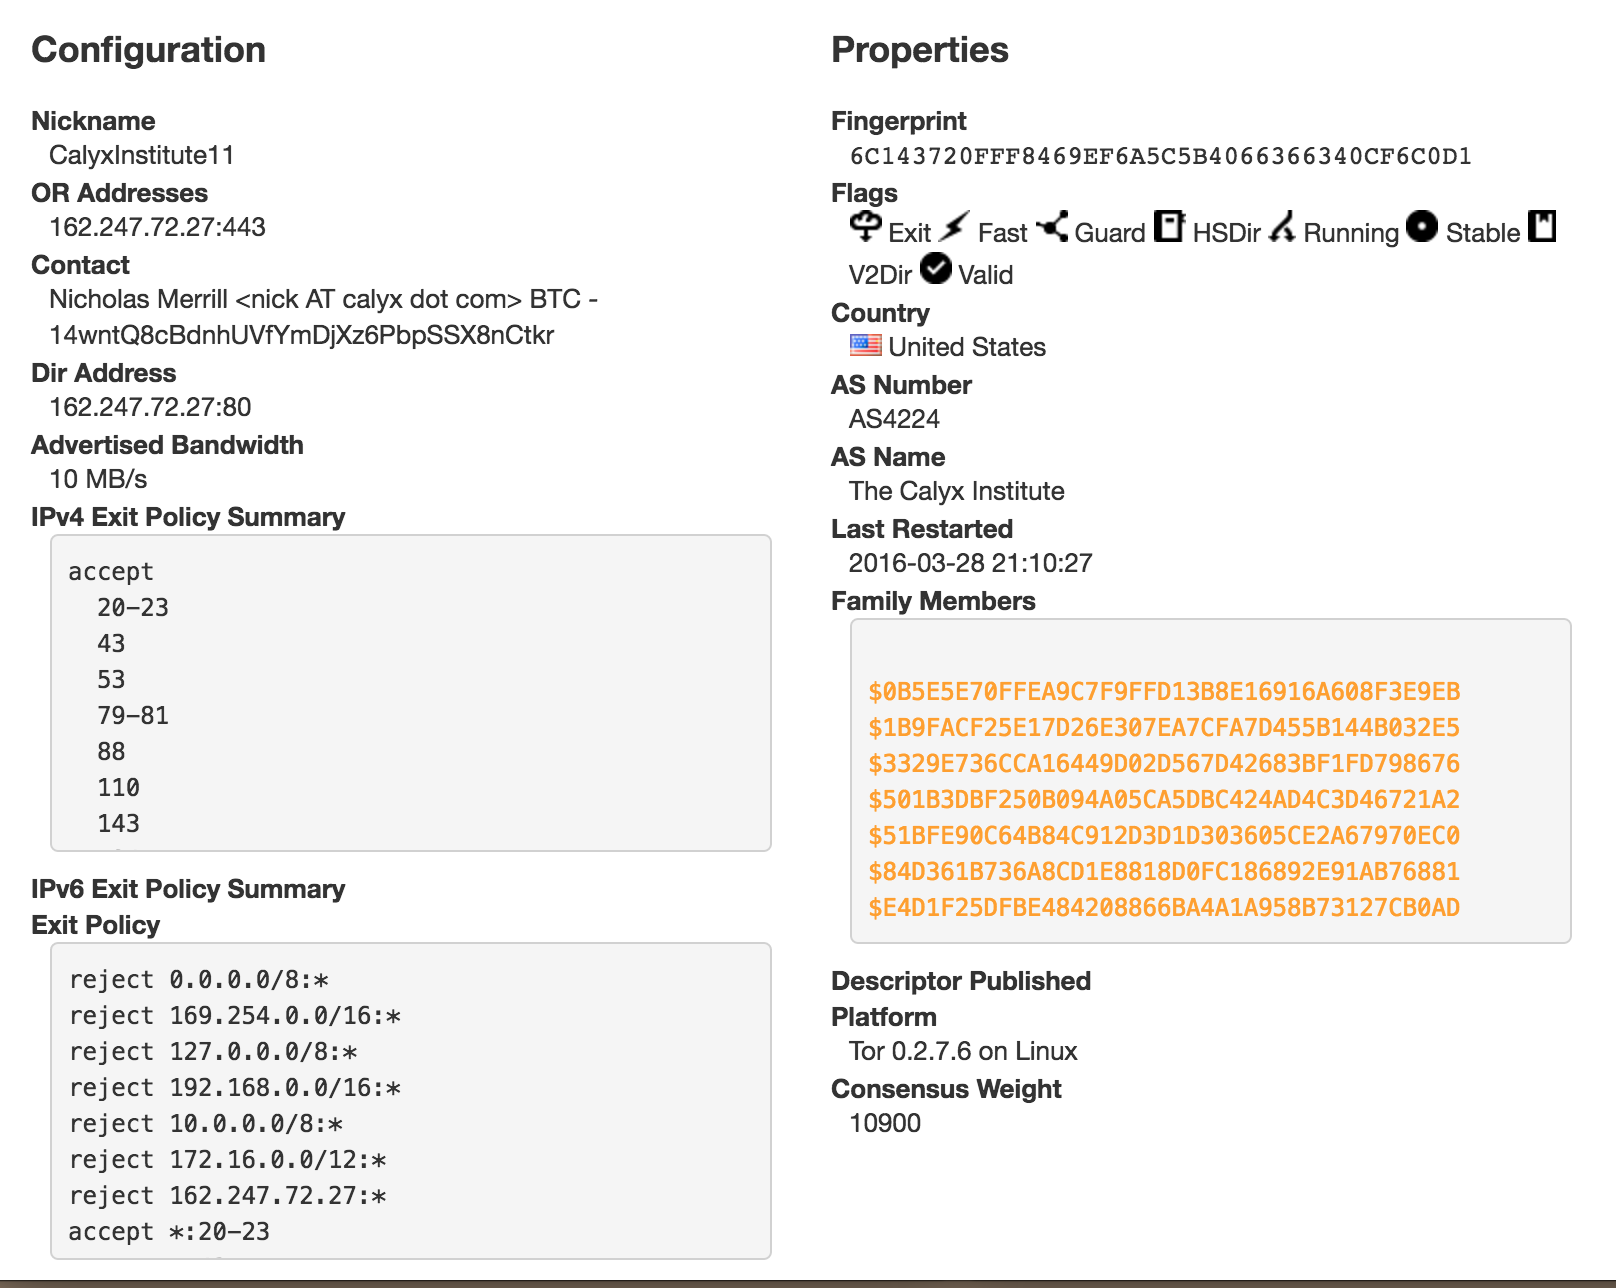 Configuration
Nickname
CalyxInstitute11
OR Addresses
162.247.72.27:443
Contact
Nicholas Merrill <nick AT calyx dot com> BTC -
14wntQ8cBdnhUVfYmDjXz6PbpSSX8nCtkr
Dir Address
162.247.72.27:80
Advertised Bandwidth
10 MB/s
IPv4 Exit Policy Summary
accept
20-23
43
53
79-81
88
110
143
IPv6 Exit Policy Summary
Exit Policy
reject 0.0.0.0/8:*
reject 169.254.0.0/16:*
reject 127.0.0.0/8:*
reject 192.168.0.0/16:*
reject 10.0.0.0/8:*
reject 172.16.0.0/12:*
reject 162.247.72.27:*
accept *:20-23
Properties
Fingerprint
6C143720FFF8469EF6A5C5B4066366340CF6C0D1
Flags
Exit Fast Guard HSDir Running Stable
V2Dir Valid
Country
United States
AS Number
AS4224
AS Name
The Calyx Institute
Last Restarted
2016-03-28 21:10:27
Family Members
$0B5E5E70FFEA9C7F9FFD13B8E16916A608F3E9EB
$1B9FACF25E17D26E307EA7CFA7D455B144B032E5
$3329E736CCA16449D02D567D42683BF1FD798676
$501B3DBF250B094A05CA5DBC424AD4C3D46721A2
$51BFE90C64B84C912D3D1D303605CE2A67970EC0
$84D361B736A8CD1E8818D0FC186892E91AB76881
$E4D1F25DFBE484208866BA4A1A958B73127CB0AD
Descriptor Published
Platform
Tor 0.2.7.6 on Linux
Consensus Weight
10900